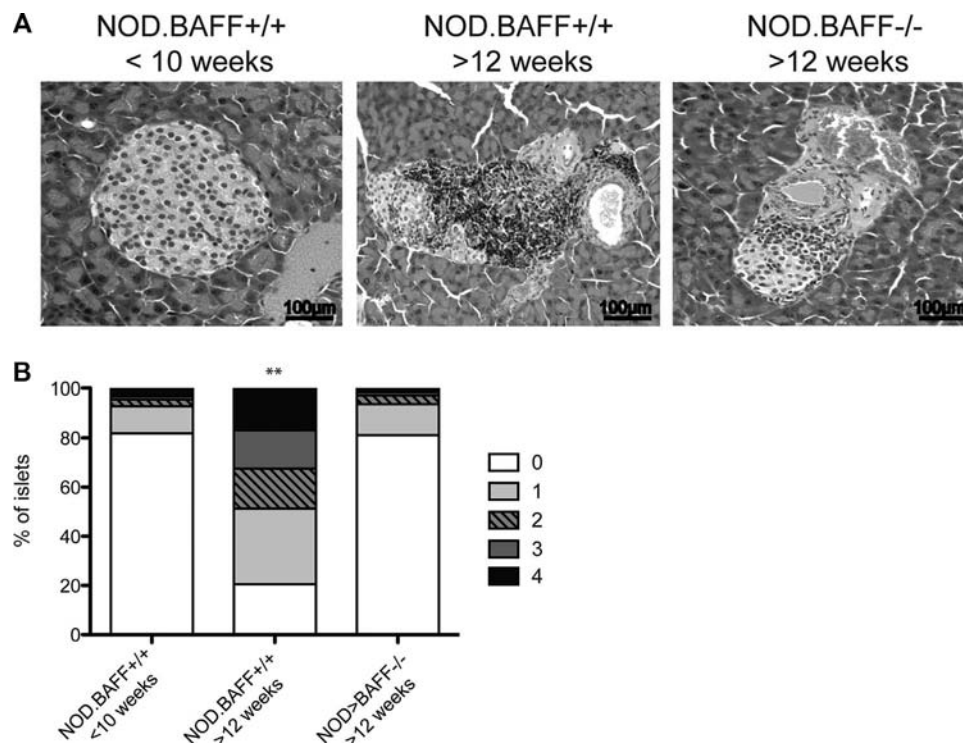 A
NOD.BAFF+/+
< 10 weeks
NOD.BAFF+/+
>12 weeks
NOD.BAFF-/-
>12 weeks
100µm
100µm
100µm
B
**
100
80
60
40
20
0
% of islets
0
1
2
3
4
NOD.BAFF+/+
<10 weeks
NOD.BAFF+/+
>12 weeks
NOD>BAFF-/-
>12 weeks